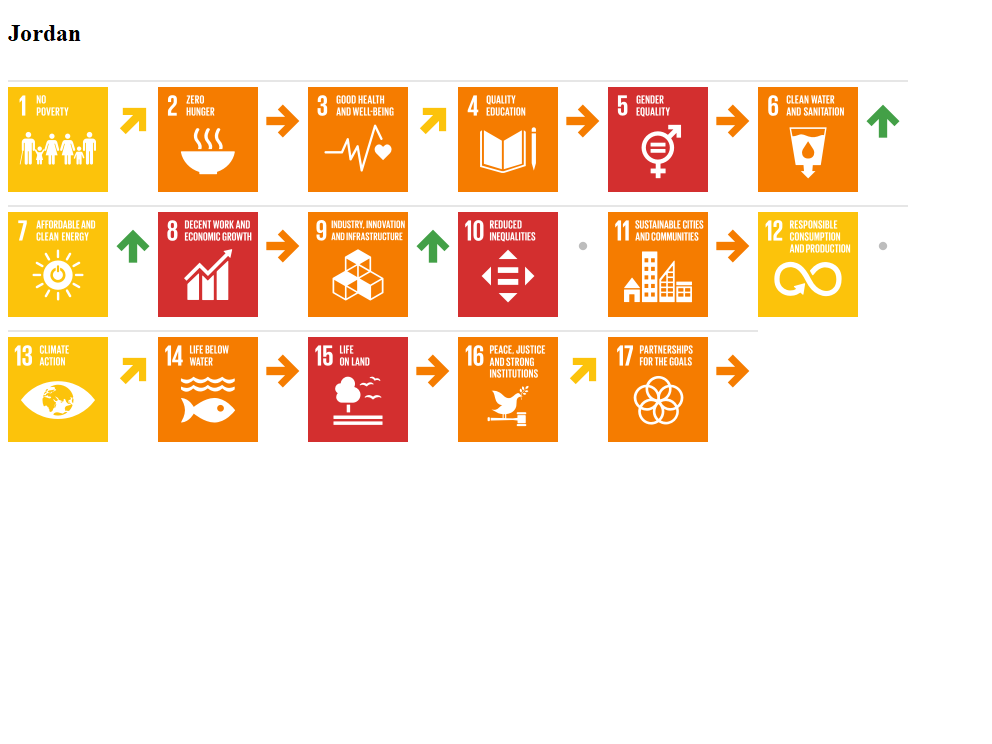 Jordan
1 NO
POVERTY
2 ZERO
HUNGER
3 GOOD HEALTH
AND WELL-BEING
4 QUALITY
EDUCATION
5 GENDER
EQUALITY
6 CLEAN WATER
AND SANITATION
7 AFFORDABLE AND
CLEAN ENERGY
8 DECENT WORK AND
ECONOMIC GROWTH
9 INDUSTRY, INNOVATION
AND INFRASTRUCTURE
10 REDUCED
INEQUALITIES
11 SUSTAINABLE CITIES
AND COMMUNITIES
12 RESPONSIBLE
CONSUMPTION
AND PRODUCTION
13 CLIMATE
ACTION
14 LIFE BELOW
WATER
15 LIFE
ON LAND
16 PEACE, JUSTICE
AND STRONG
INSTITUTIONS
17 PARTNERSHIPS
FOR THE GOALS